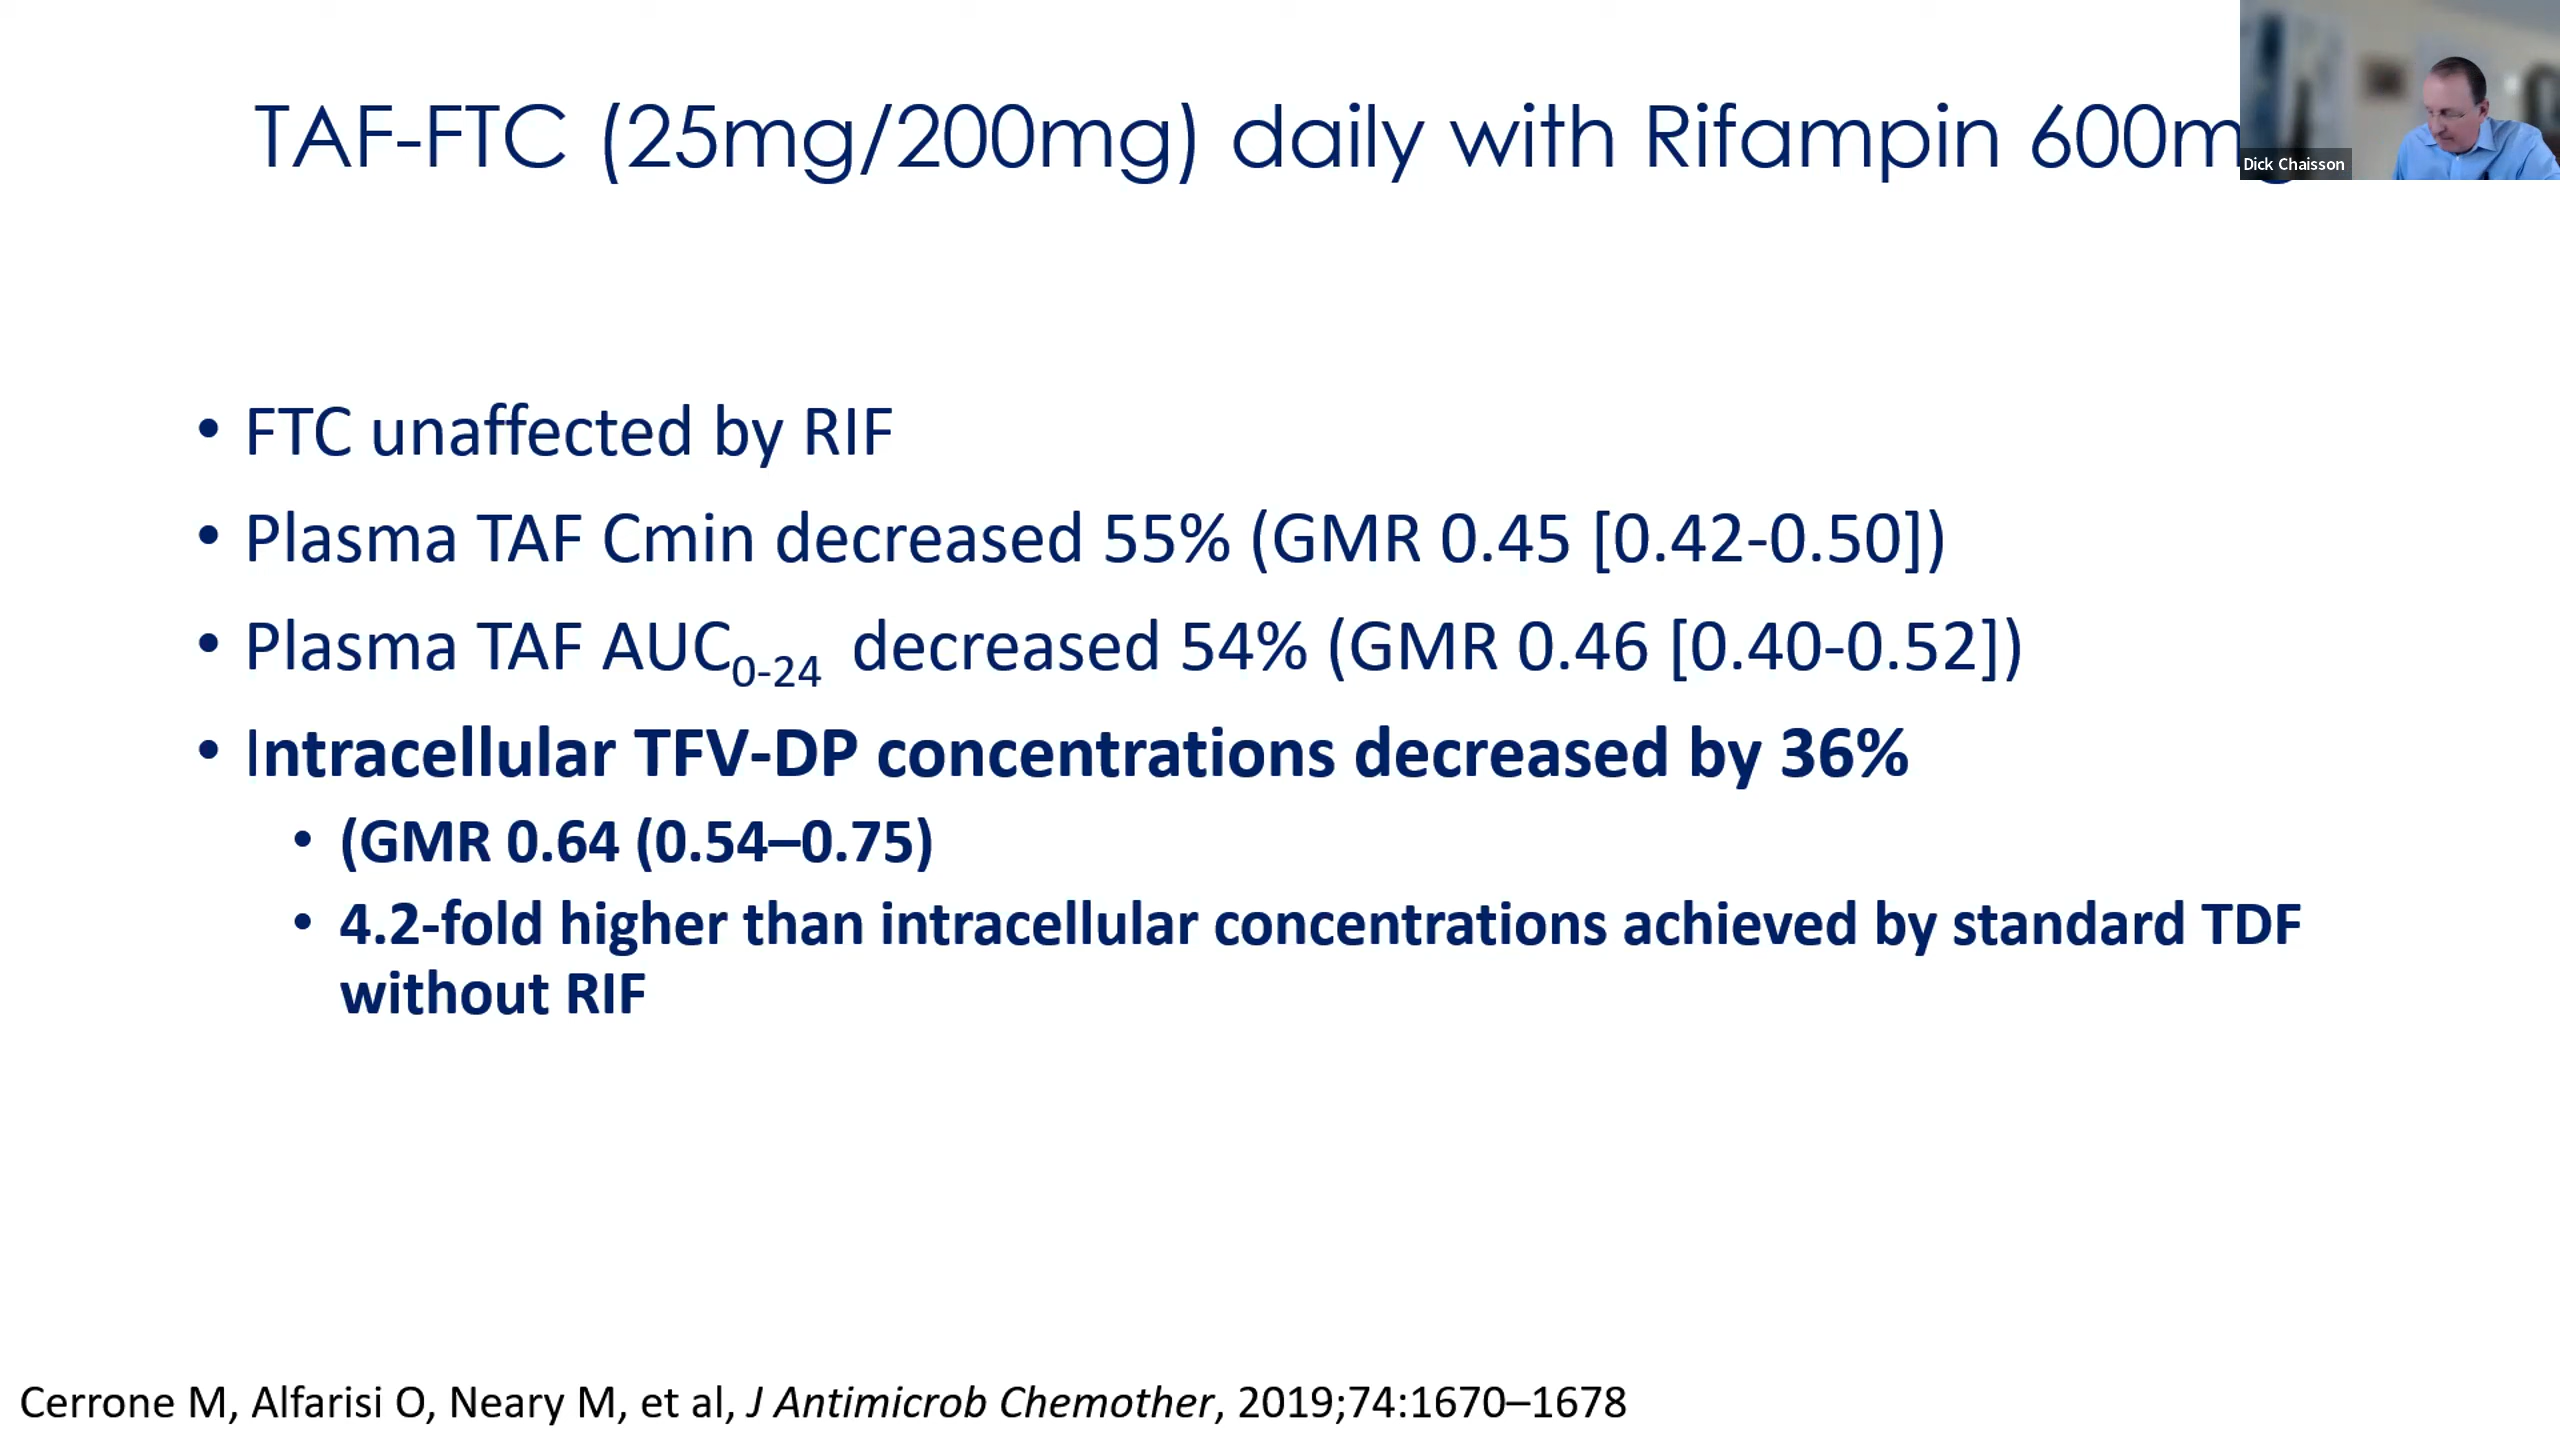 TAF-FTC (25mg/200mg) daily with Rifampin 600mg
Dick Chaisson
• FTC unaffected by RIF
• Plasma TAF Cmin decreased 55% (GMR 0.45 [0.42-0.50])
• Plasma TAF AUC0-24 decreased 54% (GMR 0.46 [0.40-0.52])
• Intracellular TFV-DP concentrations decreased by 36%
• (GMR 0.64 (0.54–0.75)
• 4.2-fold higher than intracellular concentrations achieved by standard TDF
without RIF
Cerrone M, Alfarisi O, Neary M, et al, J Antimicrob Chemother, 2019;74:1670–1678